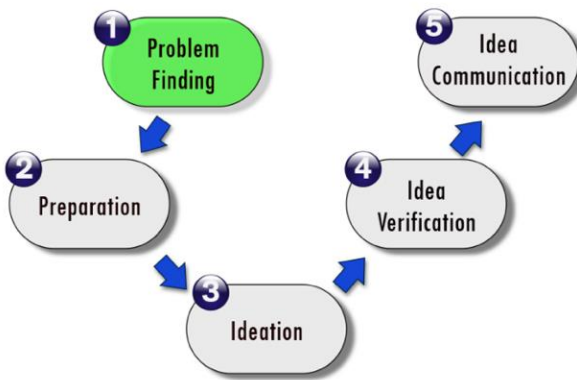 1
Problem
Finding
2
Preparation
3
Ideation
4
Idea
Verification
5
Idea
Communication